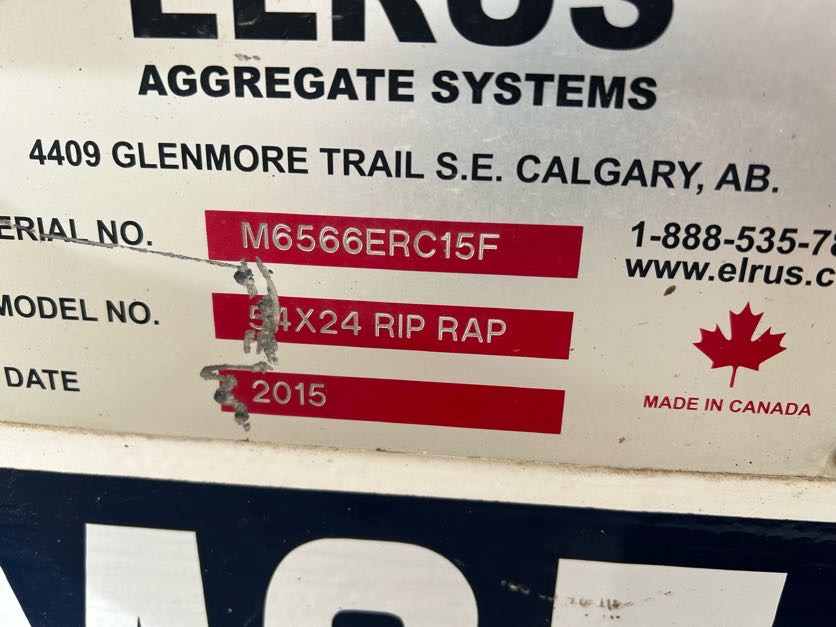 ELRUS
AGGREGATE SYSTEMS
4409 GLENMORE TRAIL S.E. CALGARY, AB.
ERIAL NO. M6566ERC15F 1-888-535-78
www.elrus.c
MODEL NO. 54X24 RIP RAP
DATE 2015
MADE IN CANADA